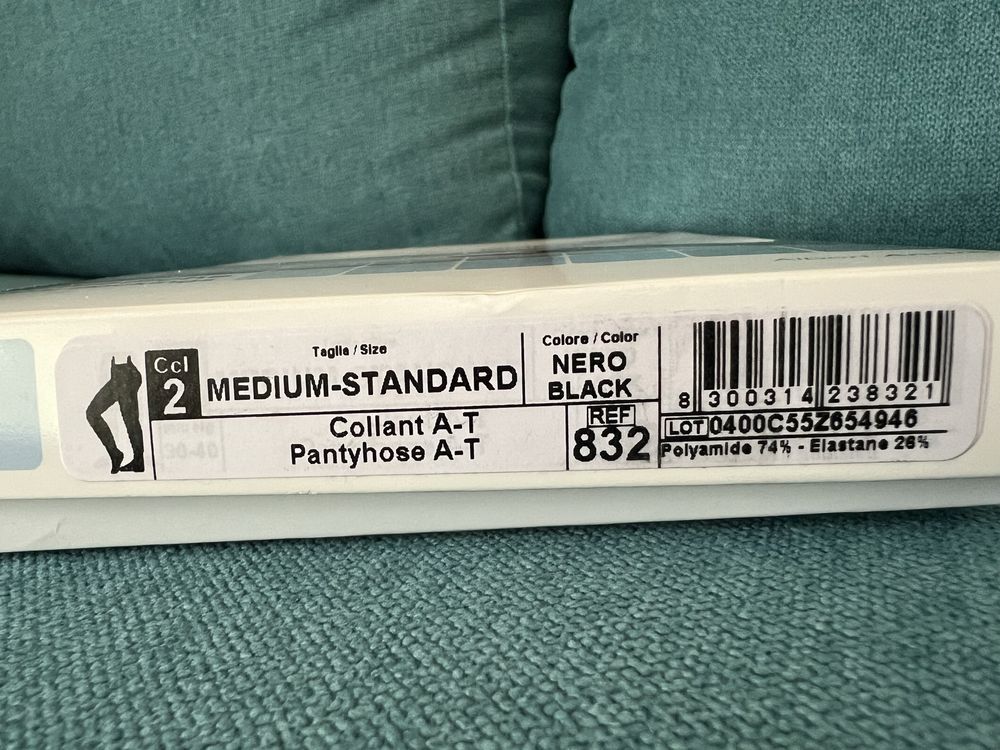 Ccl
2
Taglia / Size
MEDIUM-STANDARD
Colore / Color
NERO
BLACK
Collant A-T
Pantyhose A-T
REF
832
8 300314 238321
LOT 0400C55Z654946
Polyamide 74% - Elastane 26%
30-40